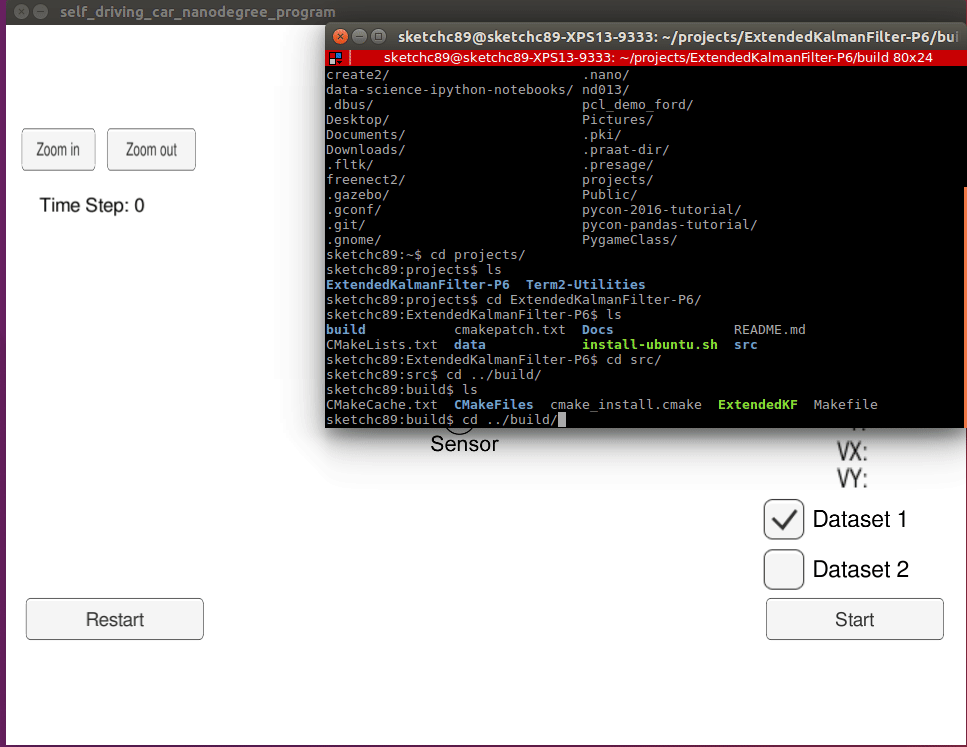 self_driving_car_nanodegree_program
sketchc89@sketchc89-XPS13-9333: ~/projects/ExtendedKalmanFilter-P6/bui
sketchc89@sketchc89-XPS13-9333: ~/projects/ExtendedKalmanFilter-P6/build 80x24
create2/ .nano/
data-science-ipython-notebooks/ nd013/
.dbus/ pcl_demo_ford/
Desktop/ Pictures/
Documents/ .pki/
Downloads/ .praat-dir/
.fltk/ .presage/
freenect2/ projects/
.gazebo/ Public/
.gconf/ pycon-2016-tutorial/
.git/ pycon-pandas-tutorial/
.gnome/ PygameClass/
sketchc89:~$ cd projects/
sketchc89:projects$ ls
ExtendedKalmanFilter-P6 Term2-Utilities
sketchc89:projects$ cd ExtendedKalmanFilter-P6/
sketchc89:ExtendedKalmanFilter-P6$ ls
build cmakepatch.txt Docs README.md
CMakeLists.txt data install-ubuntu.sh src
sketchc89:ExtendedKalmanFilter-P6$ cd src/
sketchc89:src$ cd ../build/
sketchc89:build$ ls
CMakeCache.txt CMakeFiles cmake_install.cmake ExtendedKF Makefile
sketchc89:build$ cd ../build/
Zoom in Zoom out
Time Step: 0
Sensor
VX:
VY:
Dataset 1
Dataset 2
Restart
Start